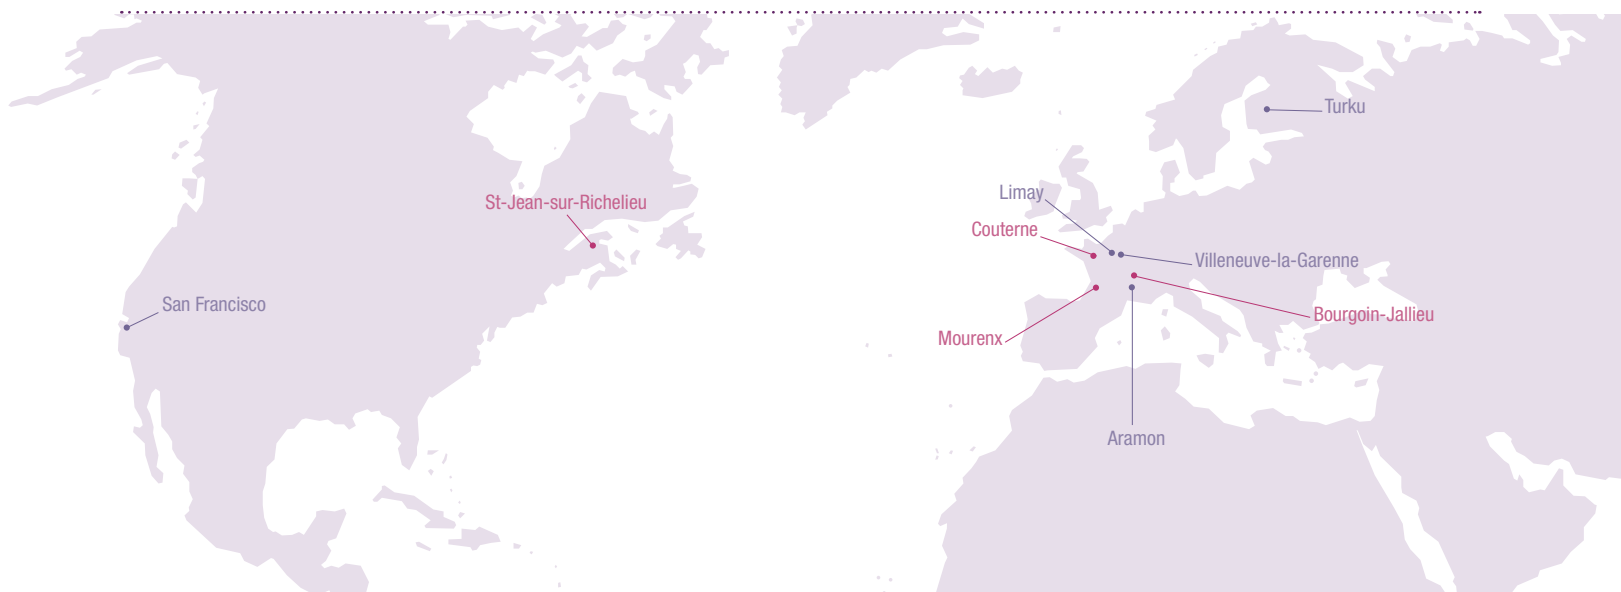 Turku
Limay
St-Jean-sur-Richelieu
Couterne
Villeneuve-la-Garenne
San Francisco
Bourgoin-Jallieu
Mourenx
Aramon